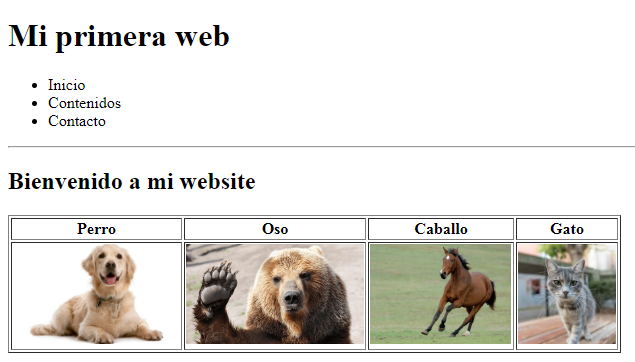 Mi primera web
Inicio
Contenidos
Contacto
Bienvenido a mi website
Perro Oso Caballo Gato